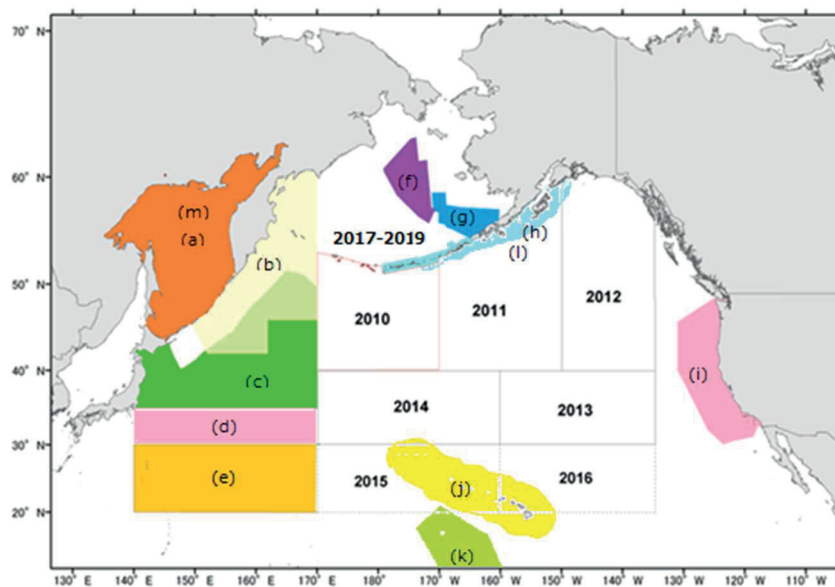 70° N
60° N
50° N
40° N
30° N
20° N
(m)
(a)
(b)
(c)
(d)
(e)
(f)
(g)
(h)
(l)
2017-2019
2010
2011
2012
2014
2013
2015
2016
(i)
(j)
(k)
130° E 140° E 150° E 160° E 170° E 180° 170° W 160° W 150° W 140° W 130° W 120° W 110° W